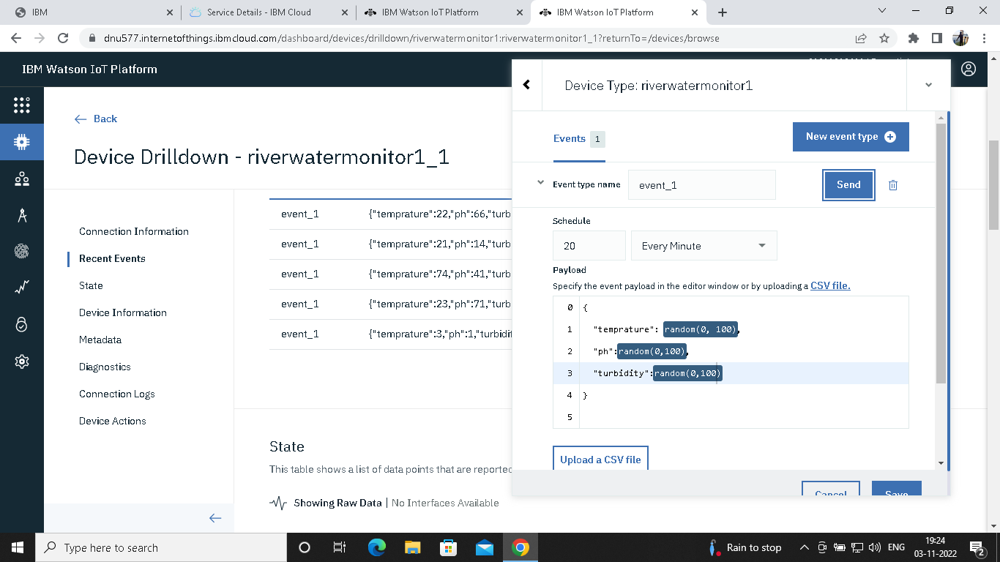 IBM
Service Details - IBM Cloud
IBM Watson IoT Platform
IBM Watson IoT Platform
dnu577.internetofthings.ibmcloud.com/dashboard/devices/drilldown/riverwatermonitor1:riverwatermonitor1_1?returnTo=/devices/browse
IBM Watson IoT Platform
Back
Device Drilldown - riverwatermonitor1_1
Connection Information
Recent Events
State
Device Information
Metadata
Diagnostics
Connection Logs
Device Actions
event_1 {"temprature":22,"ph":66,"turb
event_1 {"temprature":21,"ph":14,"turb
event_1 {"temprature":74,"ph":41,"turb
event_1 {"temprature":23,"ph":71,"turb
event_1 {"temprature":3,"ph":1,"turbidi
State
This table shows a list of data points that are reported
Showing Raw Data | No Interfaces Available
Device Type: riverwatermonitor1
Events 1
New event type
Event type name event_1 Send
Schedule
20 Every Minute
Payload
Specify the event payload in the editor window or by uploading a CSV file.
0 {
1 "temprature": random(0, 100),
2 "ph":random(0,100),
3 "turbidity":random(0,100)
4 }
5
Upload a CSV file
Cancel Save
Type here to search
Rain to stop
ENG
19:24
03-11-2022
2